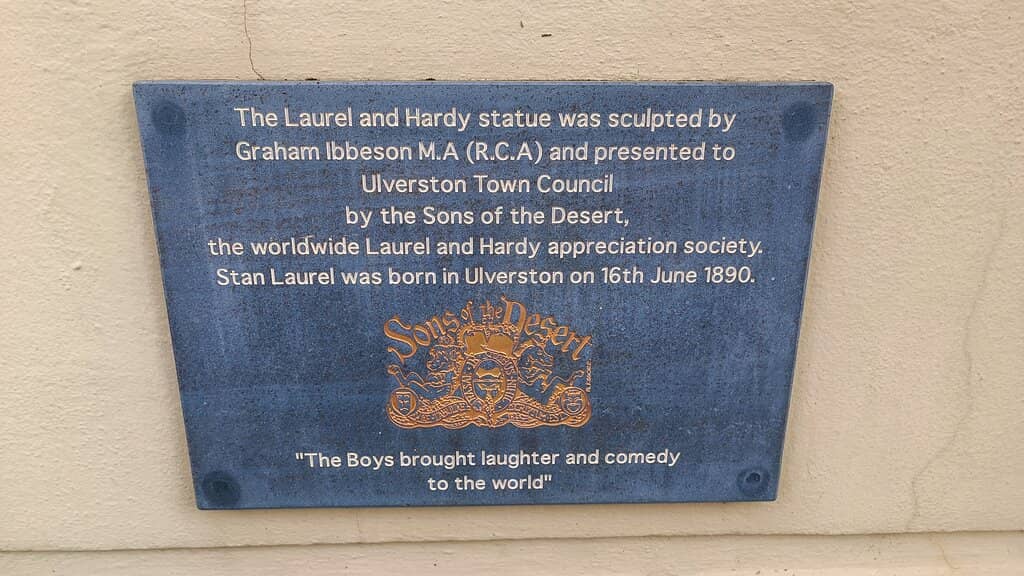 The Laurel and Hardy statue was sculpted by
Graham Ibbeson M.A (R.C.A) and presented to
Ulverston Town Council
by the Sons of the Desert,
the worldwide Laurel and Hardy appreciation society.
Stan Laurel was born in Ulverston on 16th June 1890.
Sons of the Desert
"The Boys brought laughter and comedy
to the world"